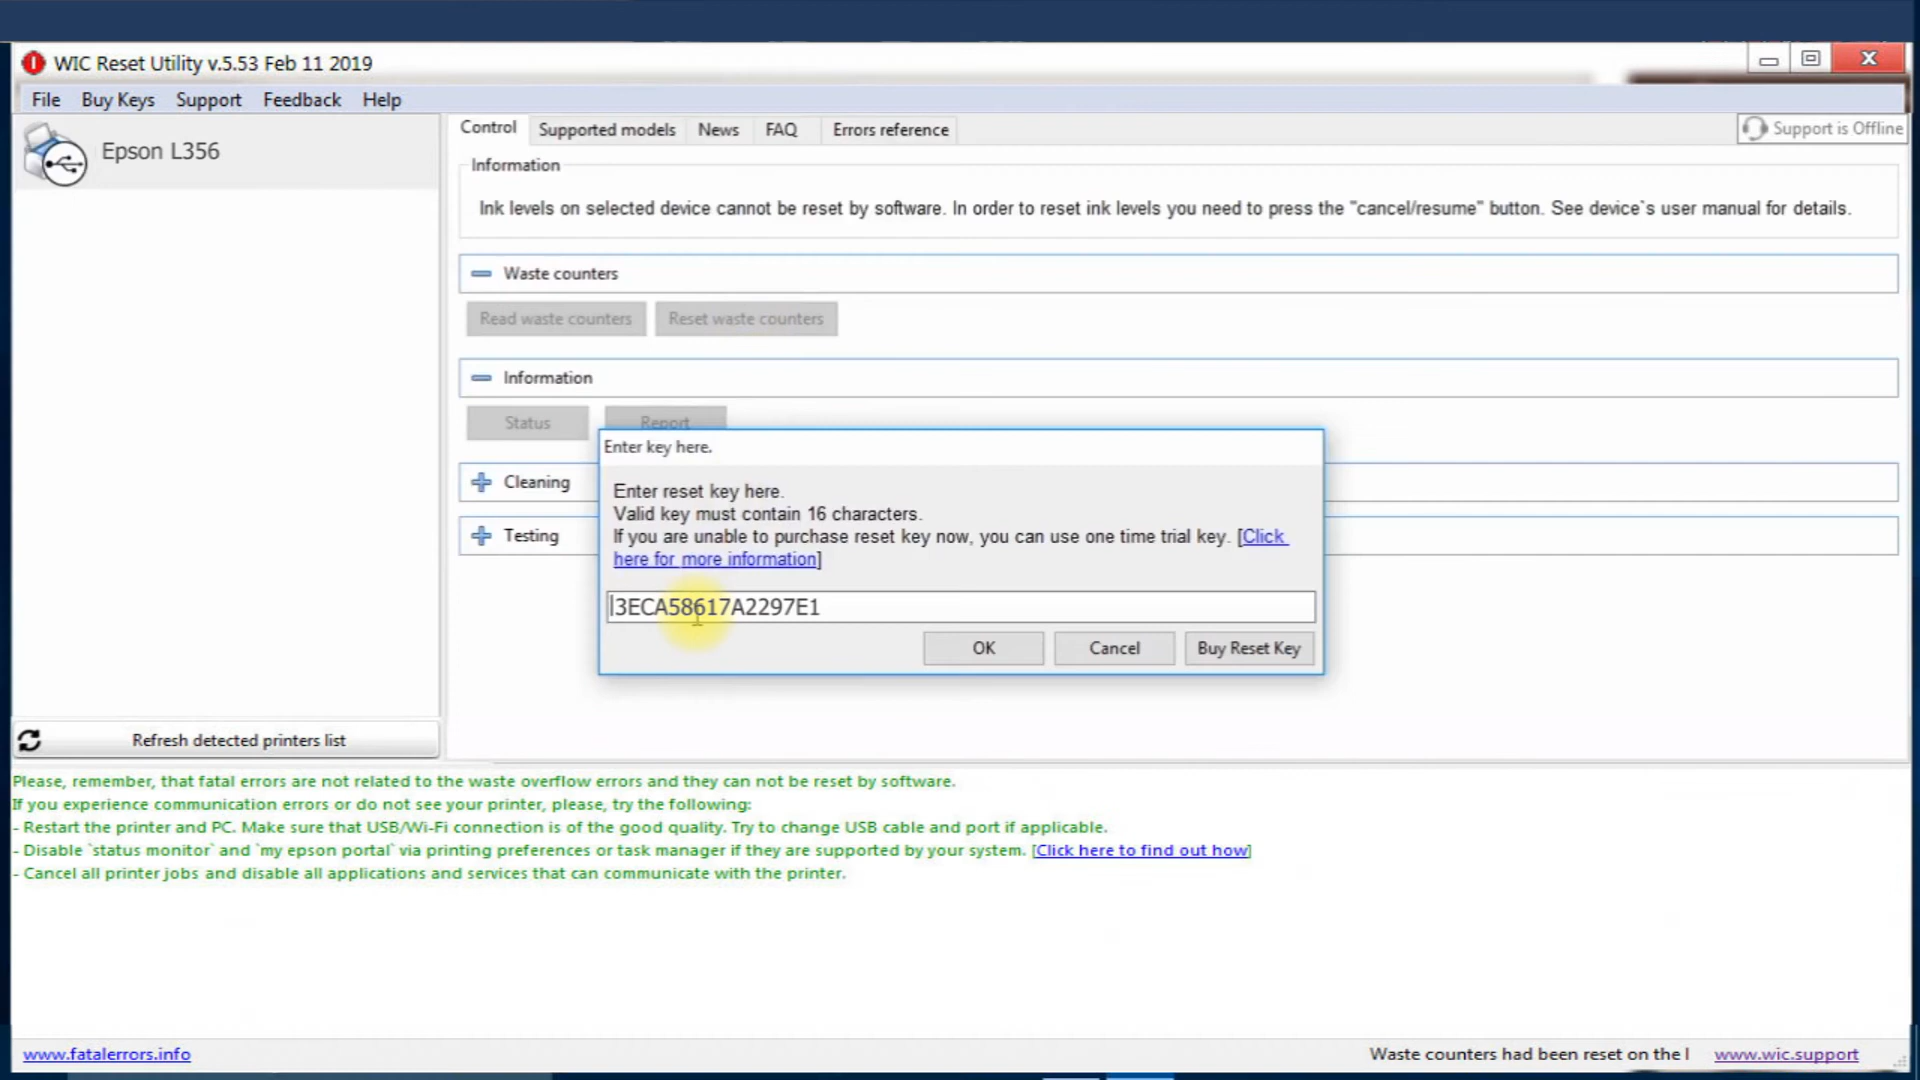 WIC Reset Utility v.5.53 Feb 11 2019
File Buy Keys Support Feedback Help
Epson L356
Control Supported models News FAQ Errors reference
Support is Offline
Information
Ink levels on selected device cannot be reset by software. In order to reset ink levels you need to press the "cancel/resume" button. See device`s user manual for details.
Waste counters
Read waste counters Reset waste counters
Information
Status Report
Cleaning
Testing
Enter key here.
Enter reset key here.
Valid key must contain 16 characters.
If you are unable to purchase reset key now, you can use one time trial key. [Click
here for more information]
3ECA58617A2297E1
OK Cancel Buy Reset Key
Refresh detected printers list
Please, remember, that fatal errors are not related to the waste overflow errors and they can not be reset by software.
If you experience communication errors or do not see your printer, please, try the following:
- Restart the printer and PC. Make sure that USB/Wi-Fi connection is of the good quality. Try to change USB cable and port if applicable.
- Disable `status monitor` and `my epson portal` via printing preferences or task manager if they are supported by your system. [Click here to find out how]
- Cancel all printer jobs and disable all applications and services that can communicate with the printer.
www.fatalerrors.info
Waste counters had been reset on the
www.wic.support